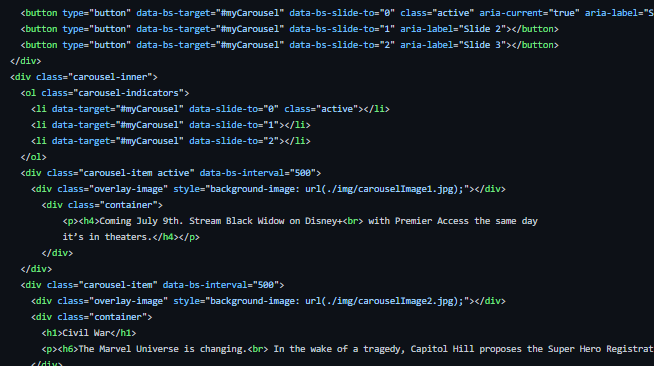 <button type="button" data-bs-target="#myCarousel" data-bs-slide-to="0" class="active" aria-current="true" aria-label="S
<button type="button" data-bs-target="#myCarousel" data-bs-slide-to="1" aria-label="Slide 2"></button>
<button type="button" data-bs-target="#myCarousel" data-bs-slide-to="2" aria-label="Slide 3"></button>
</div>
<div class="carousel-inner">
<ol class="carousel-indicators">
<li data-target="#myCarousel" data-slide-to="0" class="active"></li>
<li data-target="#myCarousel" data-slide-to="1"></li>
<li data-target="#myCarousel" data-slide-to="2"></li>
</ol>
<div class="carousel-item active" data-bs-interval="500">
<div class="overlay-image" style="background-image: url(./img/carouselImage1.jpg);"></div>
<div class="container">
<p><h4>Coming July 9th. Stream Black Widow on Disney+<br> with Premier Access the same day
it’s in theaters.</h4></p>
</div>
</div>
<div class="carousel-item" data-bs-interval="500">
<div class="overlay-image" style="background-image: url(./img/carouselImage2.jpg);"></div>
<div class="container">
<h1>Civil War</h1>
<p><h6>The Marvel Universe is changing.<br> In the wake of a tragedy, Capitol Hill proposes the Super Hero Registrat
</div>